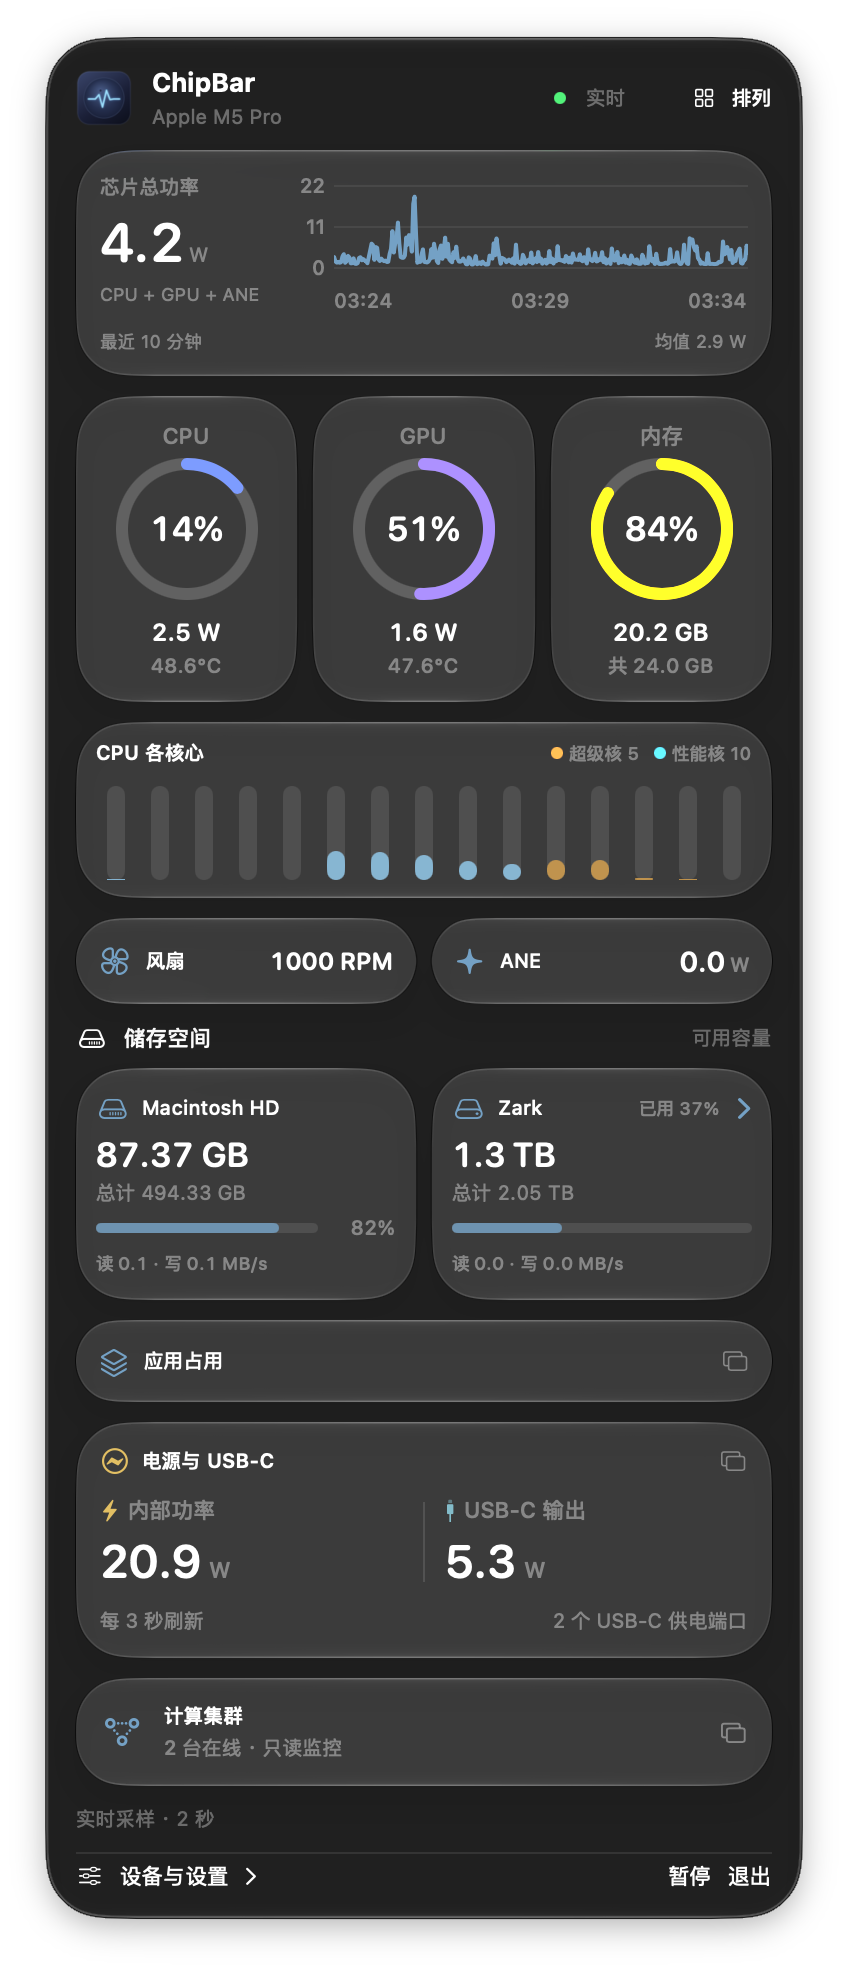 ChipBar
Apple M5 Pro
实时
排列
芯片总功率
4.2 W
CPU + GPU + ANE
22
11
0
03:24 03:29 03:34
最近 10 分钟
均值 2.9 W
CPU
14%
2.5 W
48.6°C
GPU
51%
1.6 W
47.6°C
内存
84%
20.2 GB
共 24.0 GB
CPU 各核心
超级核 5 性能核 10
风扇 1000 RPM
ANE 0.0 W
储存空间
可用容量
Macintosh HD
87.37 GB
总计 494.33 GB
82%
读 0.1 · 写 0.1 MB/s
Zark 已用 37%
1.3 TB
总计 2.05 TB
读 0.0 · 写 0.0 MB/s
应用占用
电源与 USB-C
内部功率
20.9 W
USB-C 输出
5.3 W
每 3 秒刷新
2 个 USB-C 供电端口
计算集群
2 台在线 · 只读监控
实时采样 · 2 秒
设备与设置
暂停 退出